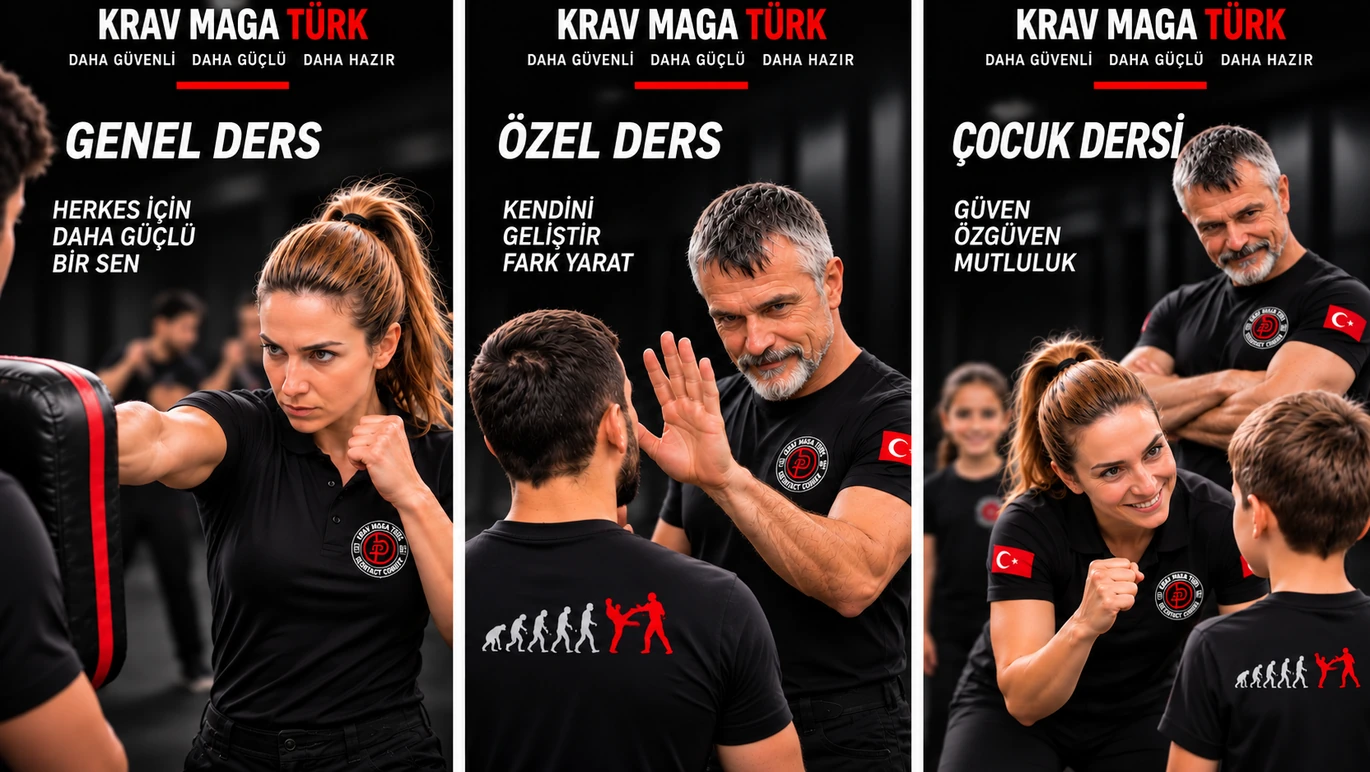 KRAV MAGA TÜRK
DAHA GÜVENLİ DAHA GÜÇLÜ DAHA HAZIR
GENEL DERS
HERKES İÇİN
DAHA GÜÇLÜ
BİR SEN
KRAV MAGA TÜRK
DAHA GÜVENLİ DAHA GÜÇLÜ DAHA HAZIR
ÖZEL DERS
KENDİNİ
GELİŞTİR
FARK YARAT
KRAV MAGA TÜRK
DAHA GÜVENLİ DAHA GÜÇLÜ DAHA HAZIR
ÇOCUK DERSİ
GÜVEN
ÖZGÜVEN
MUTLULUK